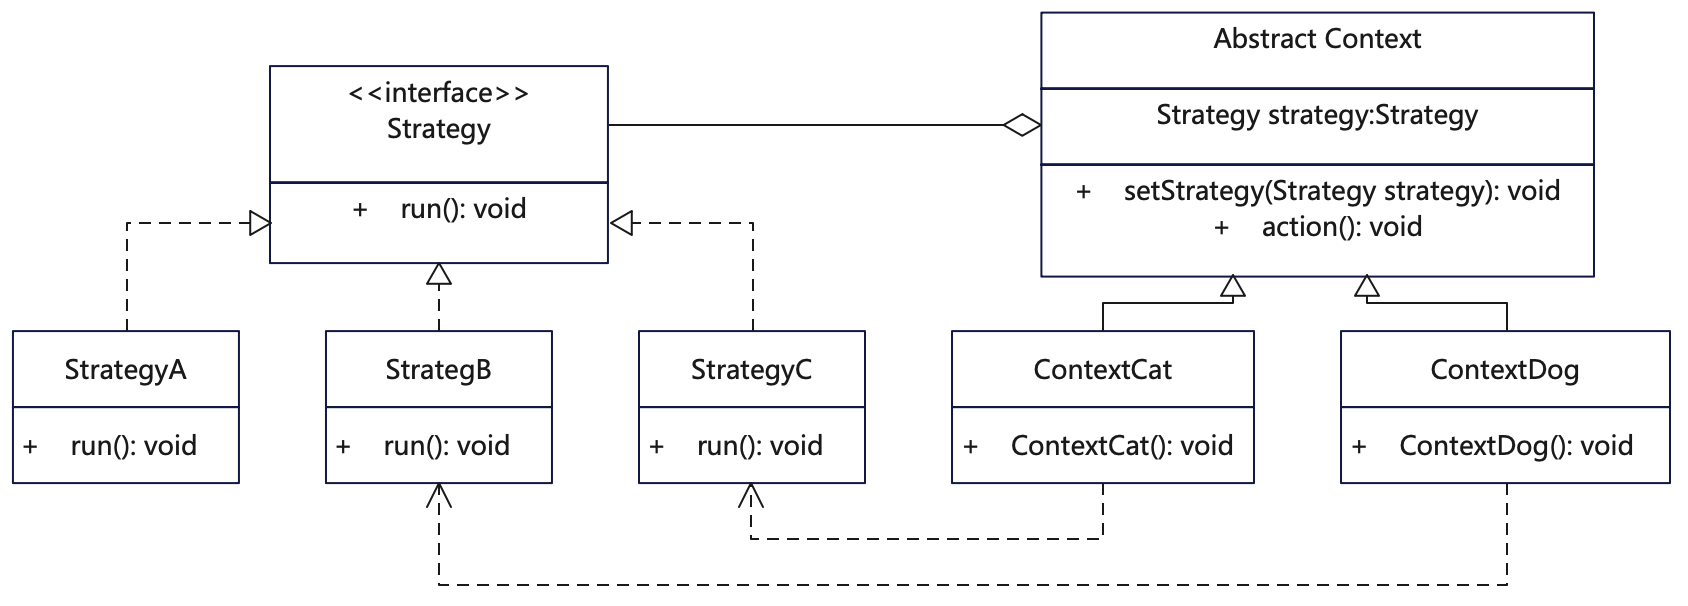 <<interface>>
Strategy
+ run(): void
Abstract Context
Strategy strategy:Strategy
+ setStrategy(Strategy strategy): void
+ action(): void
StrategyA
+ run(): void
StrategB
+ run(): void
StrategyC
+ run(): void
ContextCat
+ ContextCat(): void
ContextDog
+ ContextDog(): void